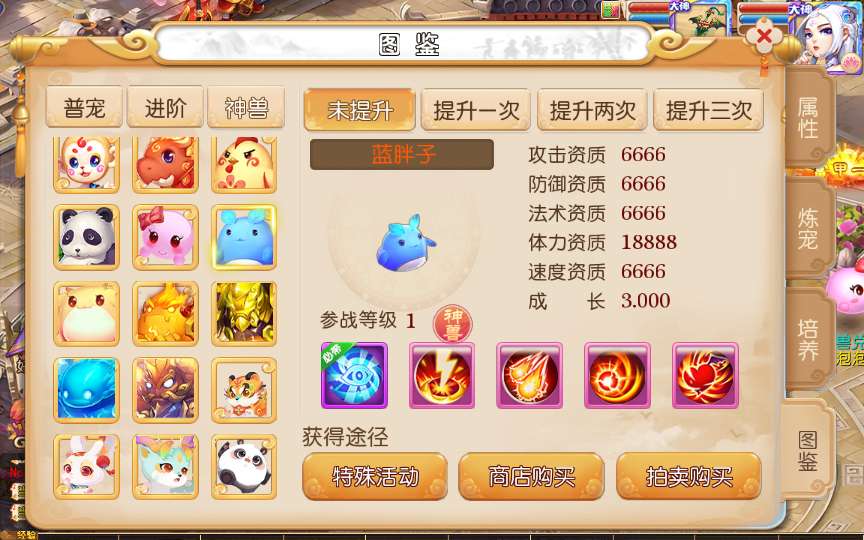 大神
大神
图鉴
普宠 进阶 神兽
未提升 提升一次 提升两次 提升三次
蓝胖子
攻击资质 6666
防御资质 6666
法术资质 6666
体力资质 18888
速度资质 6666
成长 3.000
参战等级 1
神兽
必带
获得途径
特殊活动 商店购买 拍卖购买
属性
炼宠
培养
图鉴
经验